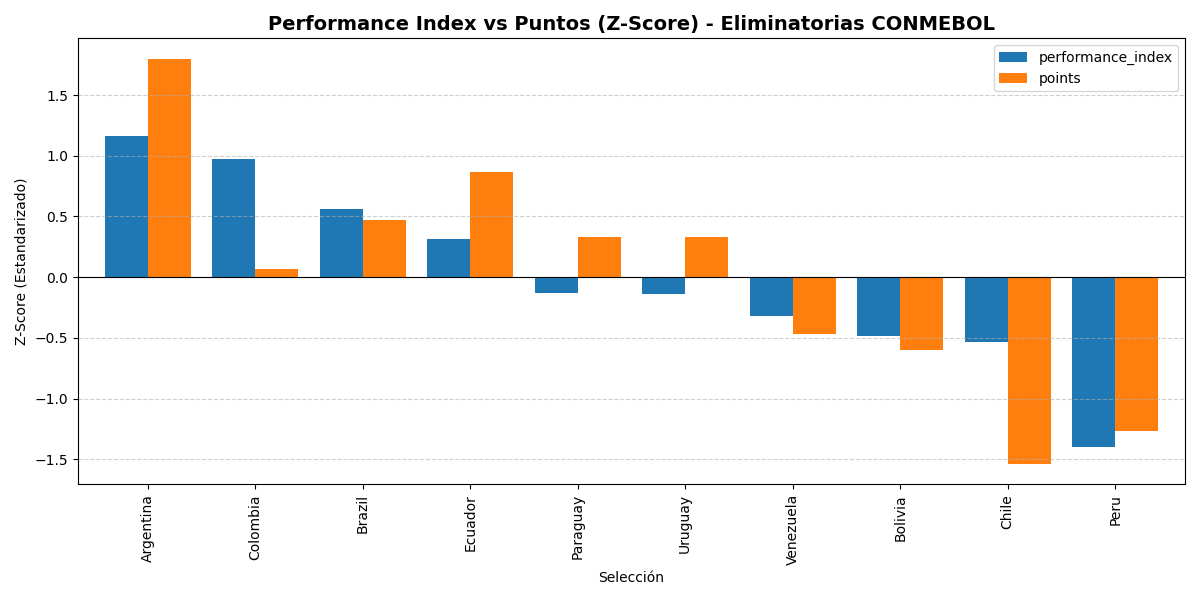 Performance Index vs Puntos (Z-Score) - Eliminatorias CONMEBOL
performance_index
points
Z-Score (Estandarizado)
1.5
1.0
0.5
0.0
−0.5
−1.0
−1.5
Argentina
Colombia
Brazil
Ecuador
Paraguay
Uruguay
Venezuela
Bolivia
Chile
Peru
Selección